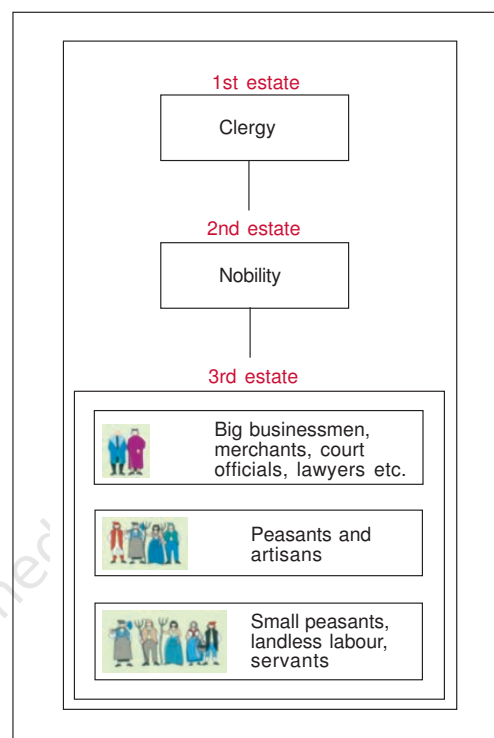 1st estate
Clergy
2nd estate
Nobility
3rd estate
Big businessmen,
merchants, court
officials, lawyers etc.
Peasants and
artisans
Small peasants,
landless labour,
servants